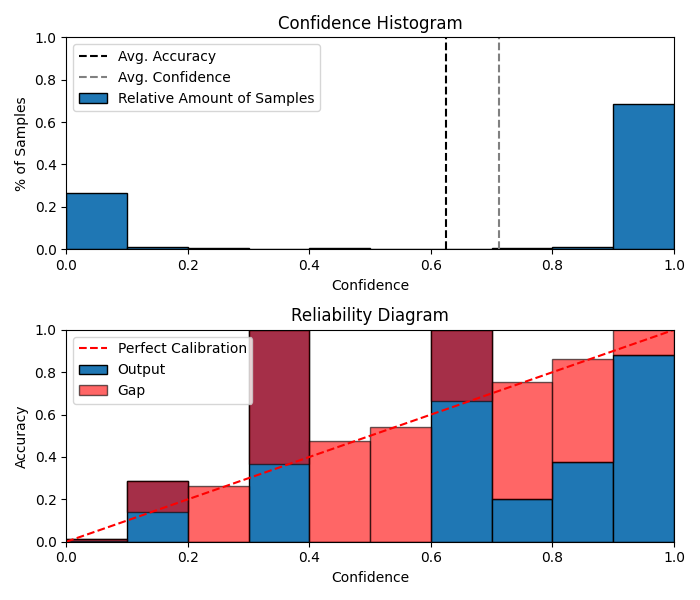 Confidence Histogram
1.0
0.8
0.6
0.4
0.2
0.0
% of Samples
Avg. Accuracy
Avg. Confidence
Relative Amount of Samples
0.0 0.2 0.4 0.6 0.8 1.0
Confidence
Reliability Diagram
1.0
0.8
0.6
0.4
0.2
0.0
Accuracy
Perfect Calibration
Output
Gap
0.0 0.2 0.4 0.6 0.8 1.0
Confidence